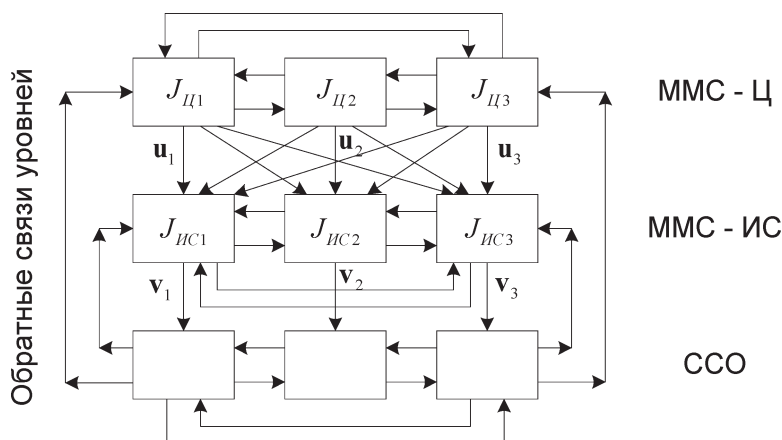 Обратные связи уровней
J_Ц1 J_Ц2 J_Ц3 ММС - Ц
u_1 u_2 u_3
J_ИС1 J_ИС2 J_ИС3 ММС - ИС
v_1 v_2 v_3
ССО